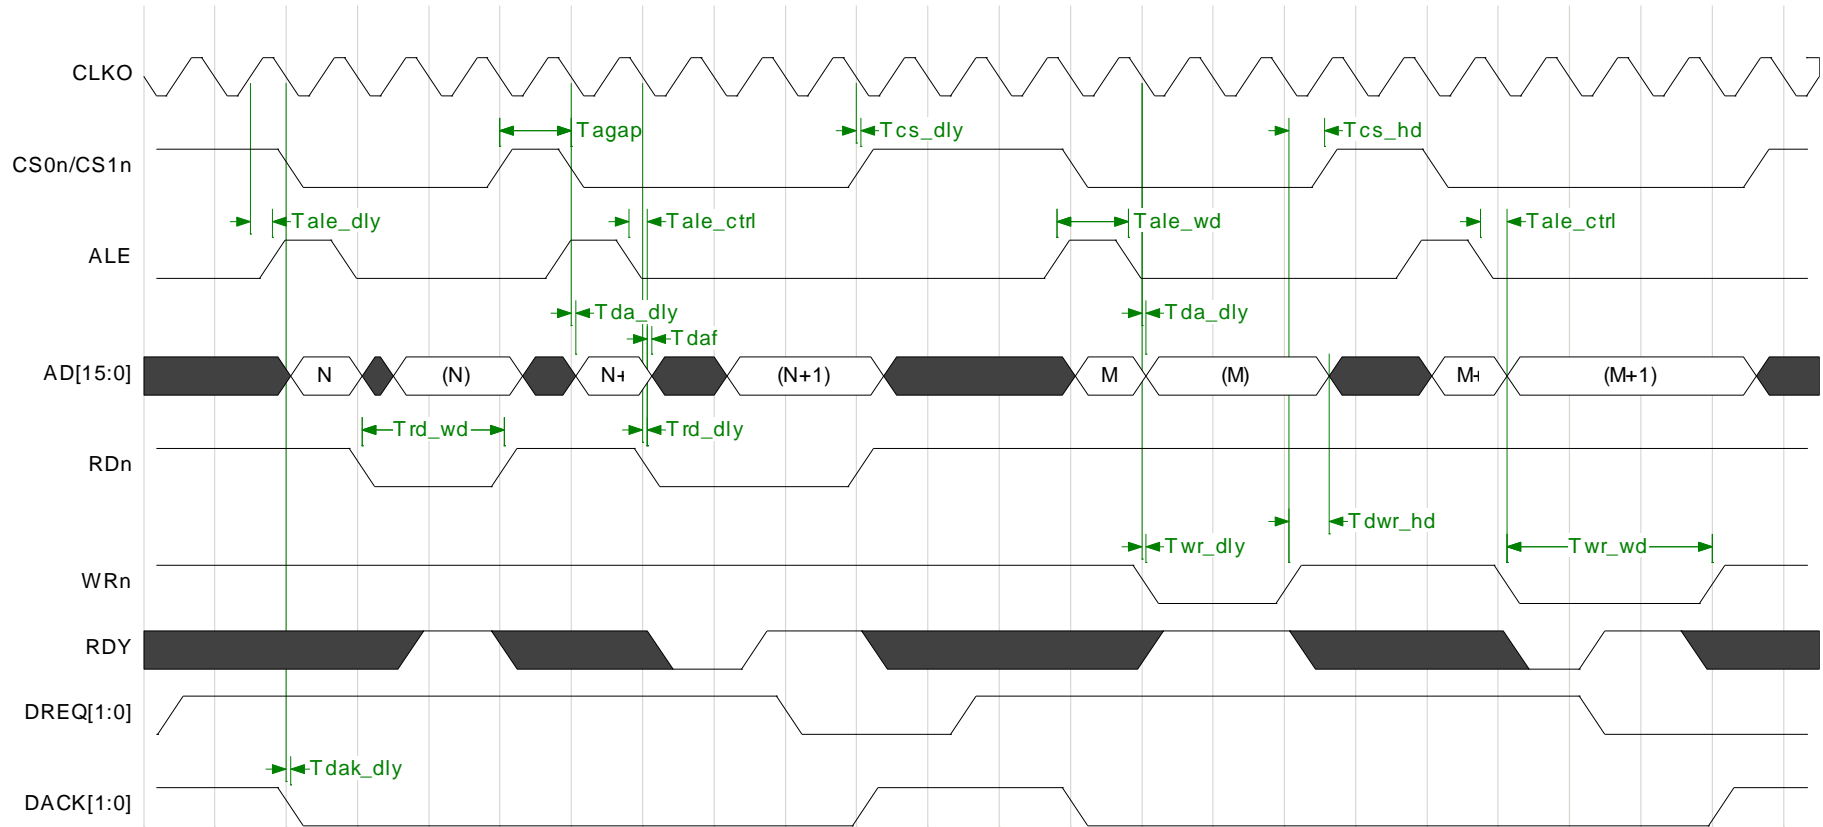 CLKO
Tagap Tcs_dly Tcs_hd
CS0n/CS1n
Tale_dly Tale_ctrl Tale_wd Tale_ctrl
ALE
Tda_dly Tda_dly
Tdaf
AD[15:0] N (N) N+ (N+1) M (M) M+ (M+1)
Trd_wd Trd_dly
RDn
Tdwr_hd
Twr_dly Twr_wd
WRn
RDY
DREQ[1:0]
Tdak_dly
DACK[1:0]